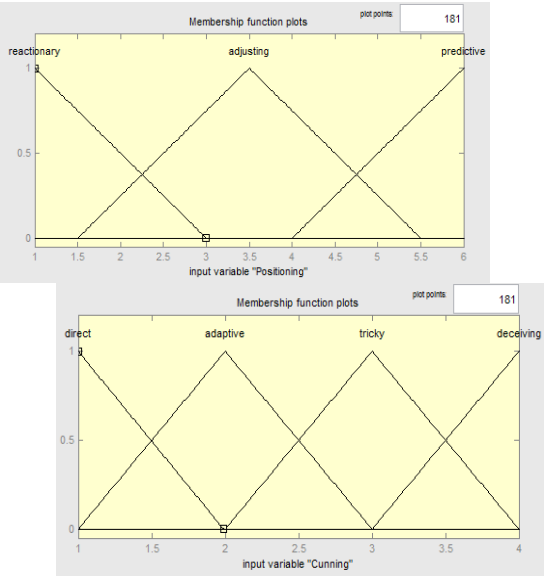 Membership function plots plot points: 181
reactionary adjusting predictive
1
0.5
0
1 1.5 2 2.5 3 3.5 4 4.5 5 5.5 6
input variable "Positioning"
Membership function plots plot points: 181
direct adaptive tricky deceiving
1
0.5
0
1 1.5 2 2.5 3 3.5 4
input variable "Cunning"